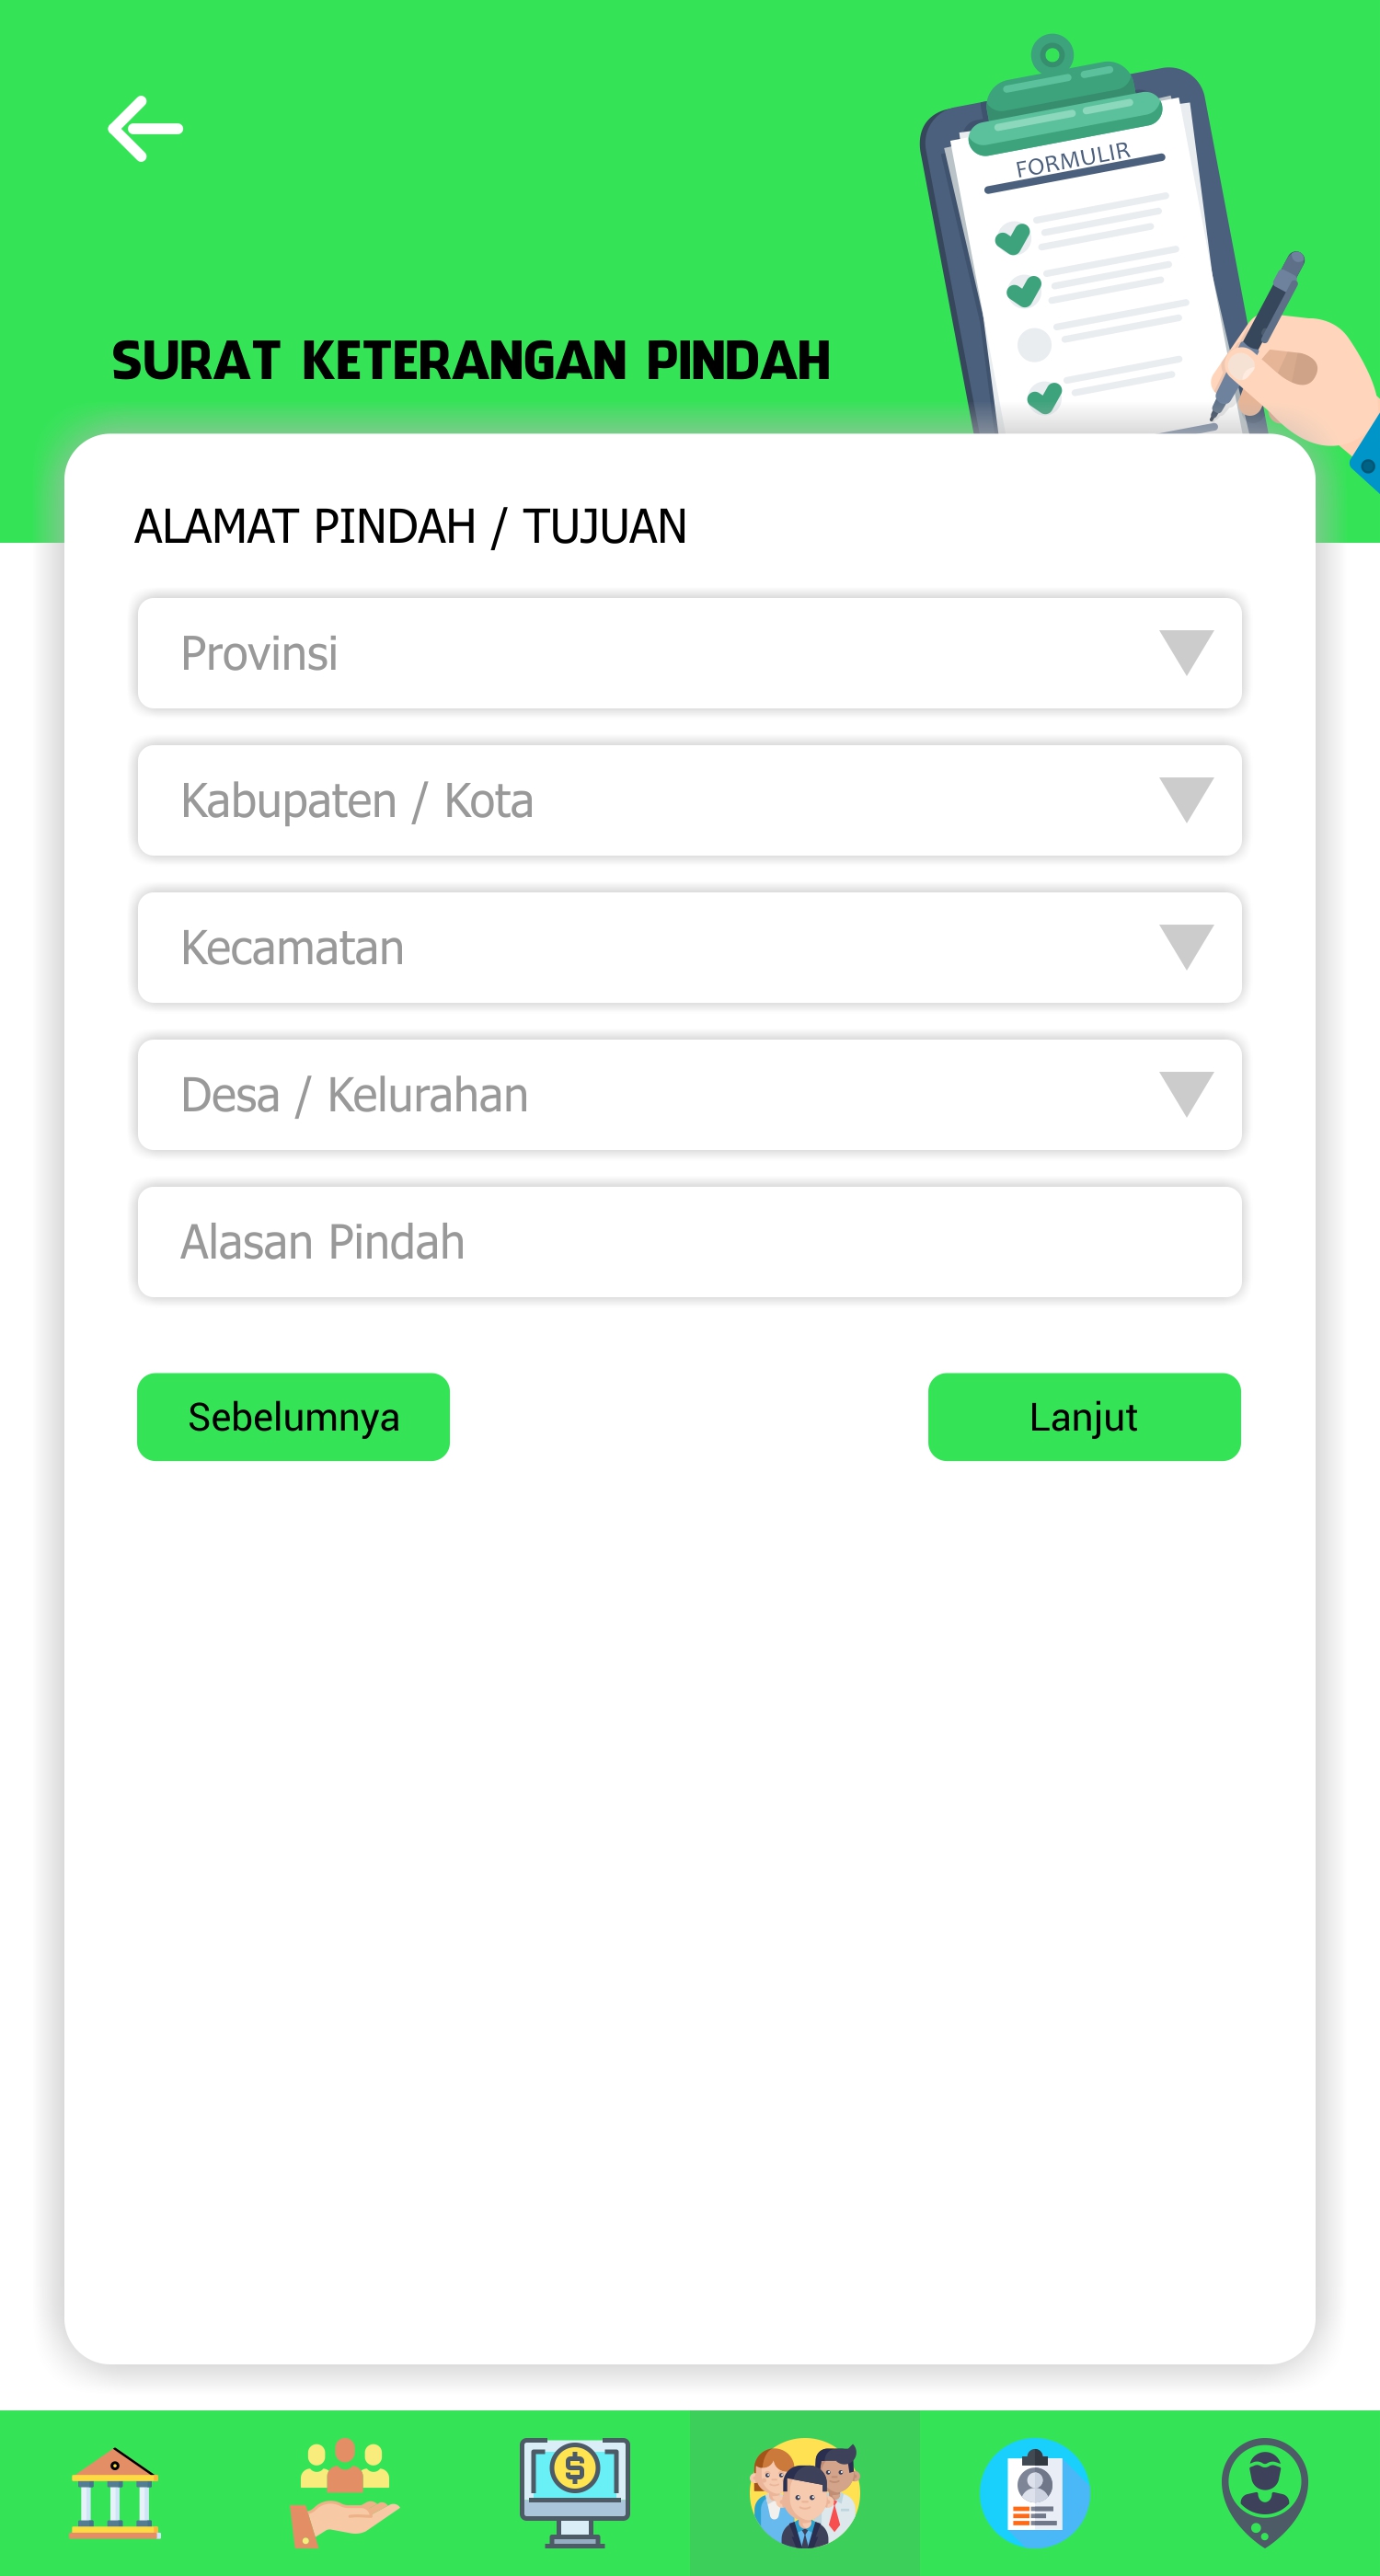 FORMULIR
SURAT KETERANGAN PINDAH
ALAMAT PINDAH / TUJUAN
Provinsi
Kabupaten / Kota
Kecamatan
Desa / Kelurahan
Alasan Pindah
Sebelumnya
Lanjut